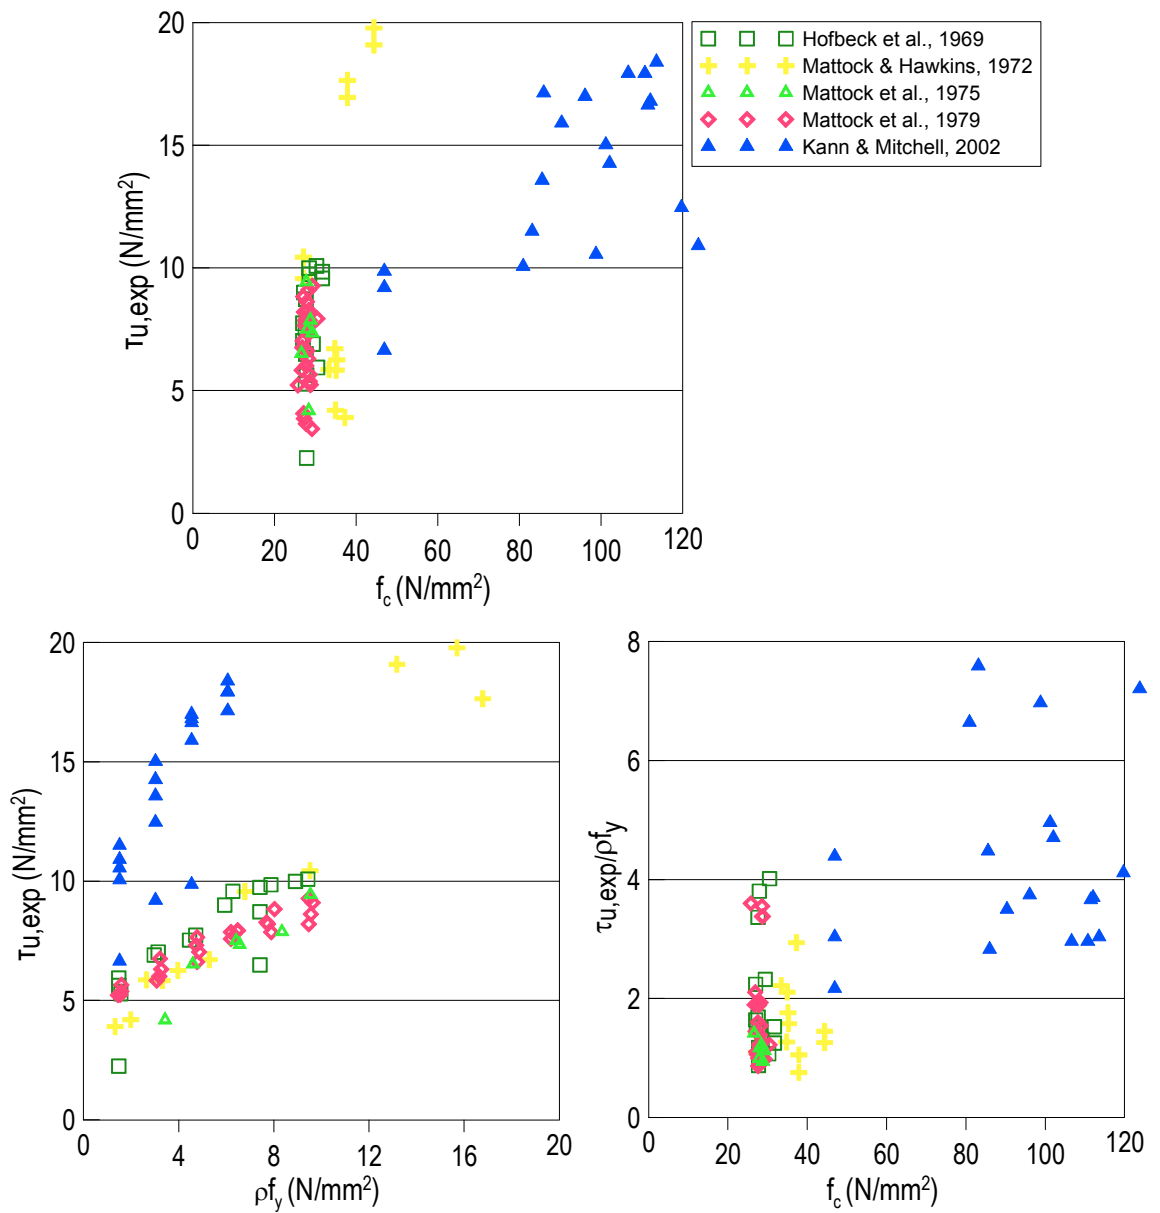 20
15
10
5
0
τu,exp (N/mm²)
0 20 40 60 80 100 120
f_c (N/mm²)
Hofbeck et al., 1969
Mattock & Hawkins, 1972
Mattock et al., 1975
Mattock et al., 1979
Kann & Mitchell, 2002
20
15
10
5
0
τu,exp (N/mm²)
0 4 8 12 16 20
ρf_y (N/mm²)
8
6
4
2
0
τu,exp/ρf_y
0 20 40 60 80 100 120
f_c (N/mm²)